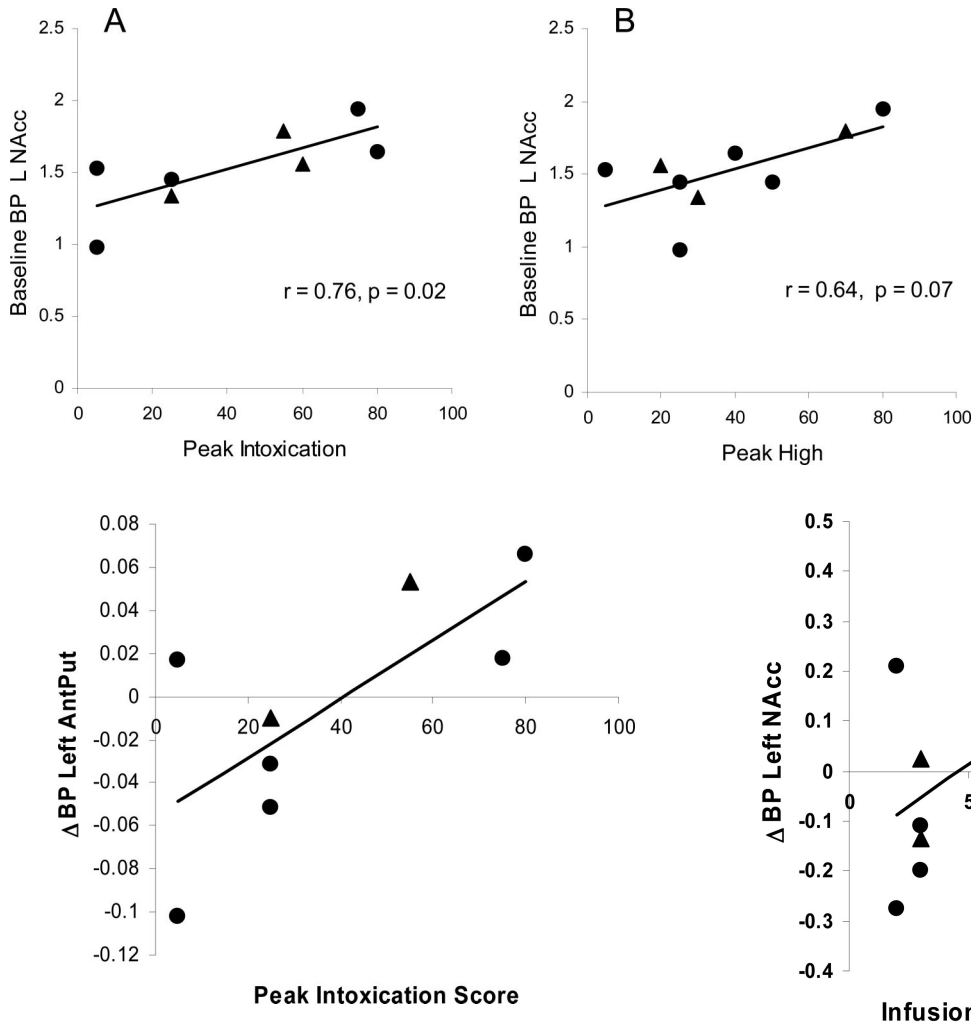 A
2.5
2
1.5
1
0.5
0
0 20 40 60 80 100
Baseline BP L NAcc
r = 0.76, p = 0.02
Peak Intoxication
B
2.5
2
1.5
1
0.5
0
0 20 40 60 80 100
Baseline BP L NAcc
r = 0.64, p = 0.07
Peak High
0.08
0.06
0.04
0.02
0
-0.02
-0.04
-0.06
-0.08
-0.1
-0.12
0 20 40 60 80 100
Δ BP Left AntPut
Peak Intoxication Score
0.5
0.4
0.3
0.2
0.1
0
-0.1
-0.2
-0.3
-0.4
0 5
Δ BP Left NAcc
Infusion